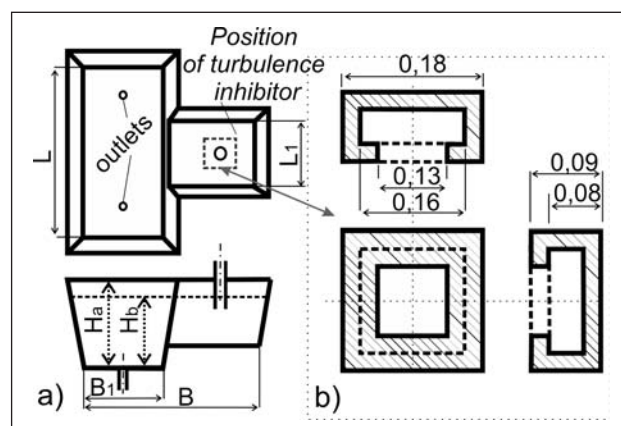 Position
of turbulence
inhibitor
outlets
L
L1
Ha
Hb
B1
B
a)
0,18
0,13
0,16
0,09
0,08
b)